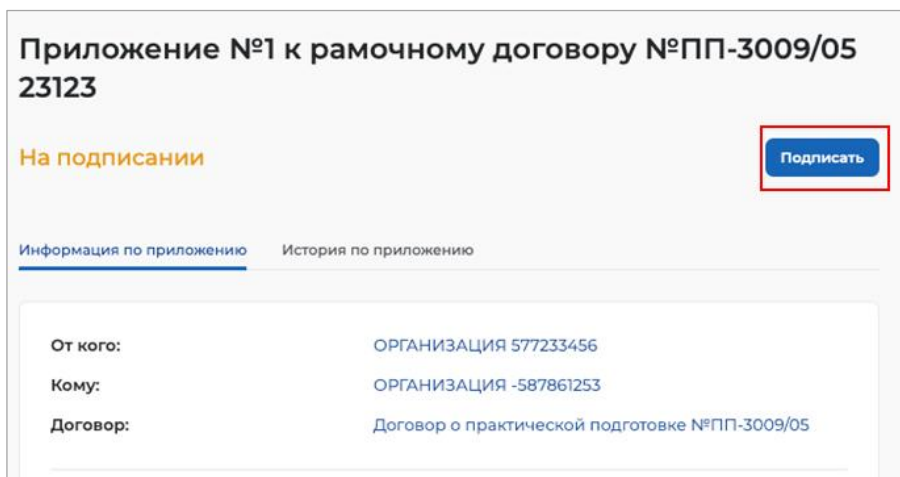 Приложение №1 к рамочному договору №ПП-3009/05
23123
На подписании
Подписать
Информация по приложению История по приложению
От кого: ОРГАНИЗАЦИЯ 577233456
Кому: ОРГАНИЗАЦИЯ -587861253
Договор: Договор о практической подготовке №ПП-3009/05